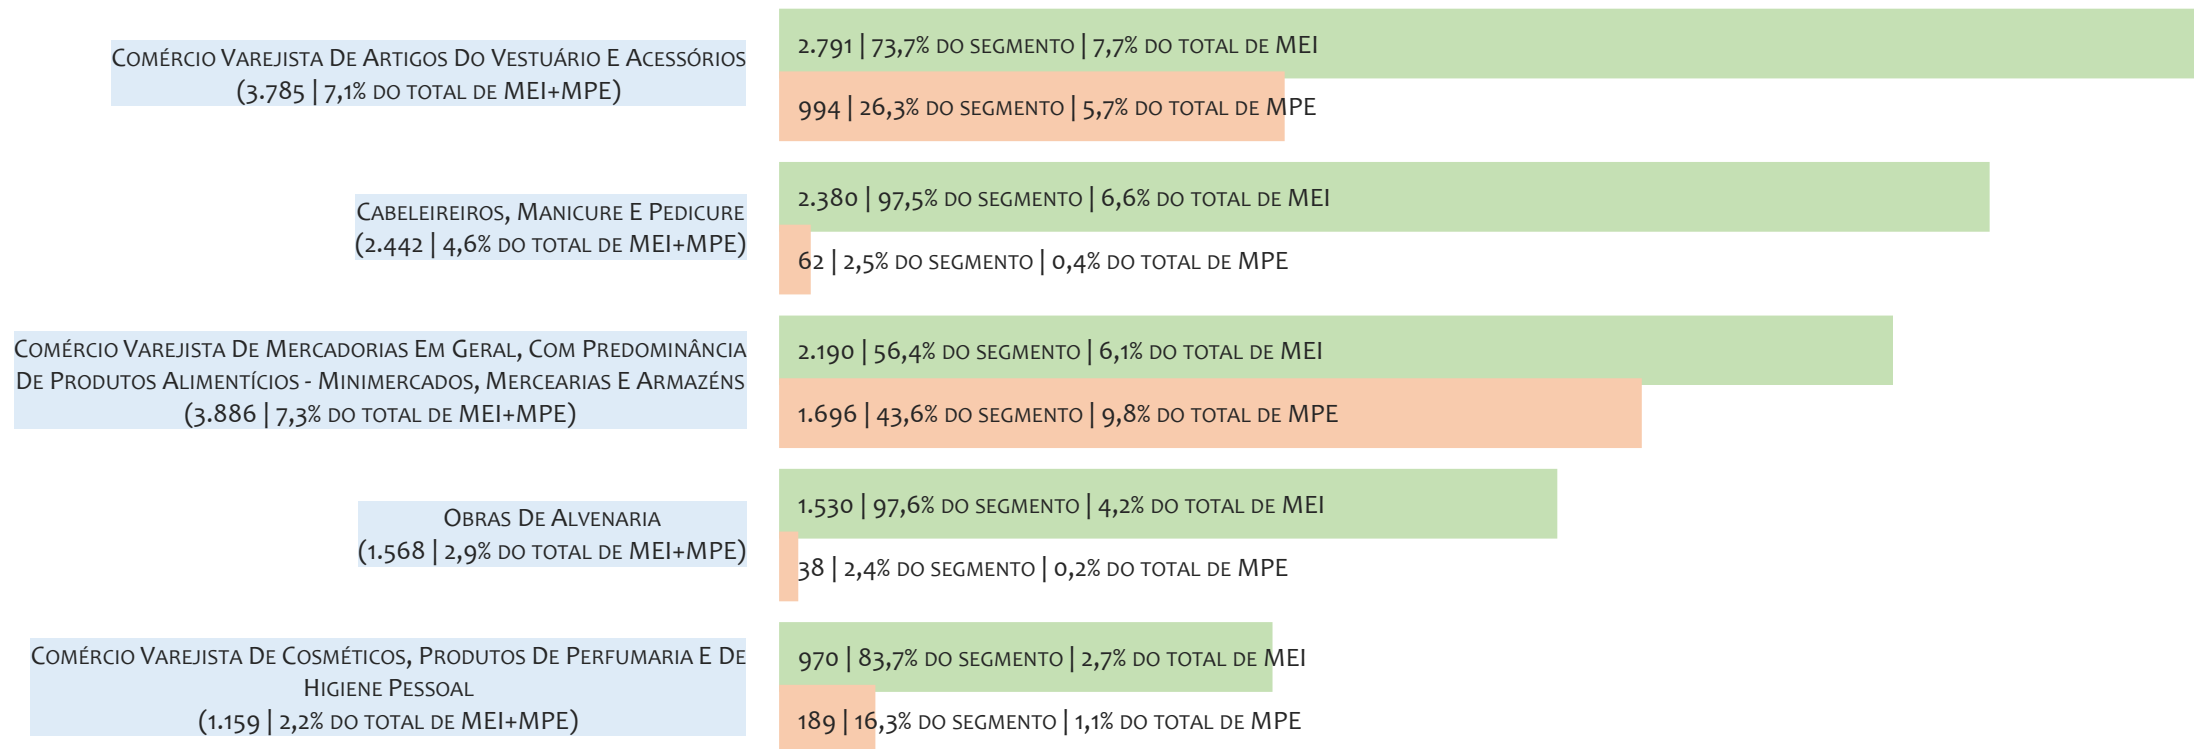 Comércio Varejista De Artigos Do Vestuário E Acessórios
(3.785 | 7,1% do total de MEI+MPE)
2.791 | 73,7% do segmento | 7,7% do total de MEI
994 | 26,3% do segmento | 5,7% do total de MPE
Cabeleireiros, Manicure E Pedicure
(2.442 | 4,6% do total de MEI+MPE)
2.380 | 97,5% do segmento | 6,6% do total de MEI
62 | 2,5% do segmento | 0,4% do total de MPE
Comércio Varejista De Mercadorias Em Geral, Com Predominância
De Produtos Alimentícios - Minimercados, Mercearias E Armazéns
(3.886 | 7,3% do total de MEI+MPE)
2.190 | 56,4% do segmento | 6,1% do total de MEI
1.696 | 43,6% do segmento | 9,8% do total de MPE
Obras De Alvenaria
(1.568 | 2,9% do total de MEI+MPE)
1.530 | 97,6% do segmento | 4,2% do total de MEI
38 | 2,4% do segmento | 0,2% do total de MPE
Comércio Varejista De Cosméticos, Produtos De Perfumaria E De
Higiene Pessoal
(1.159 | 2,2% do total de MEI+MPE)
970 | 83,7% do segmento | 2,7% do total de MEI
189 | 16,3% do segmento | 1,1% do total de MPE